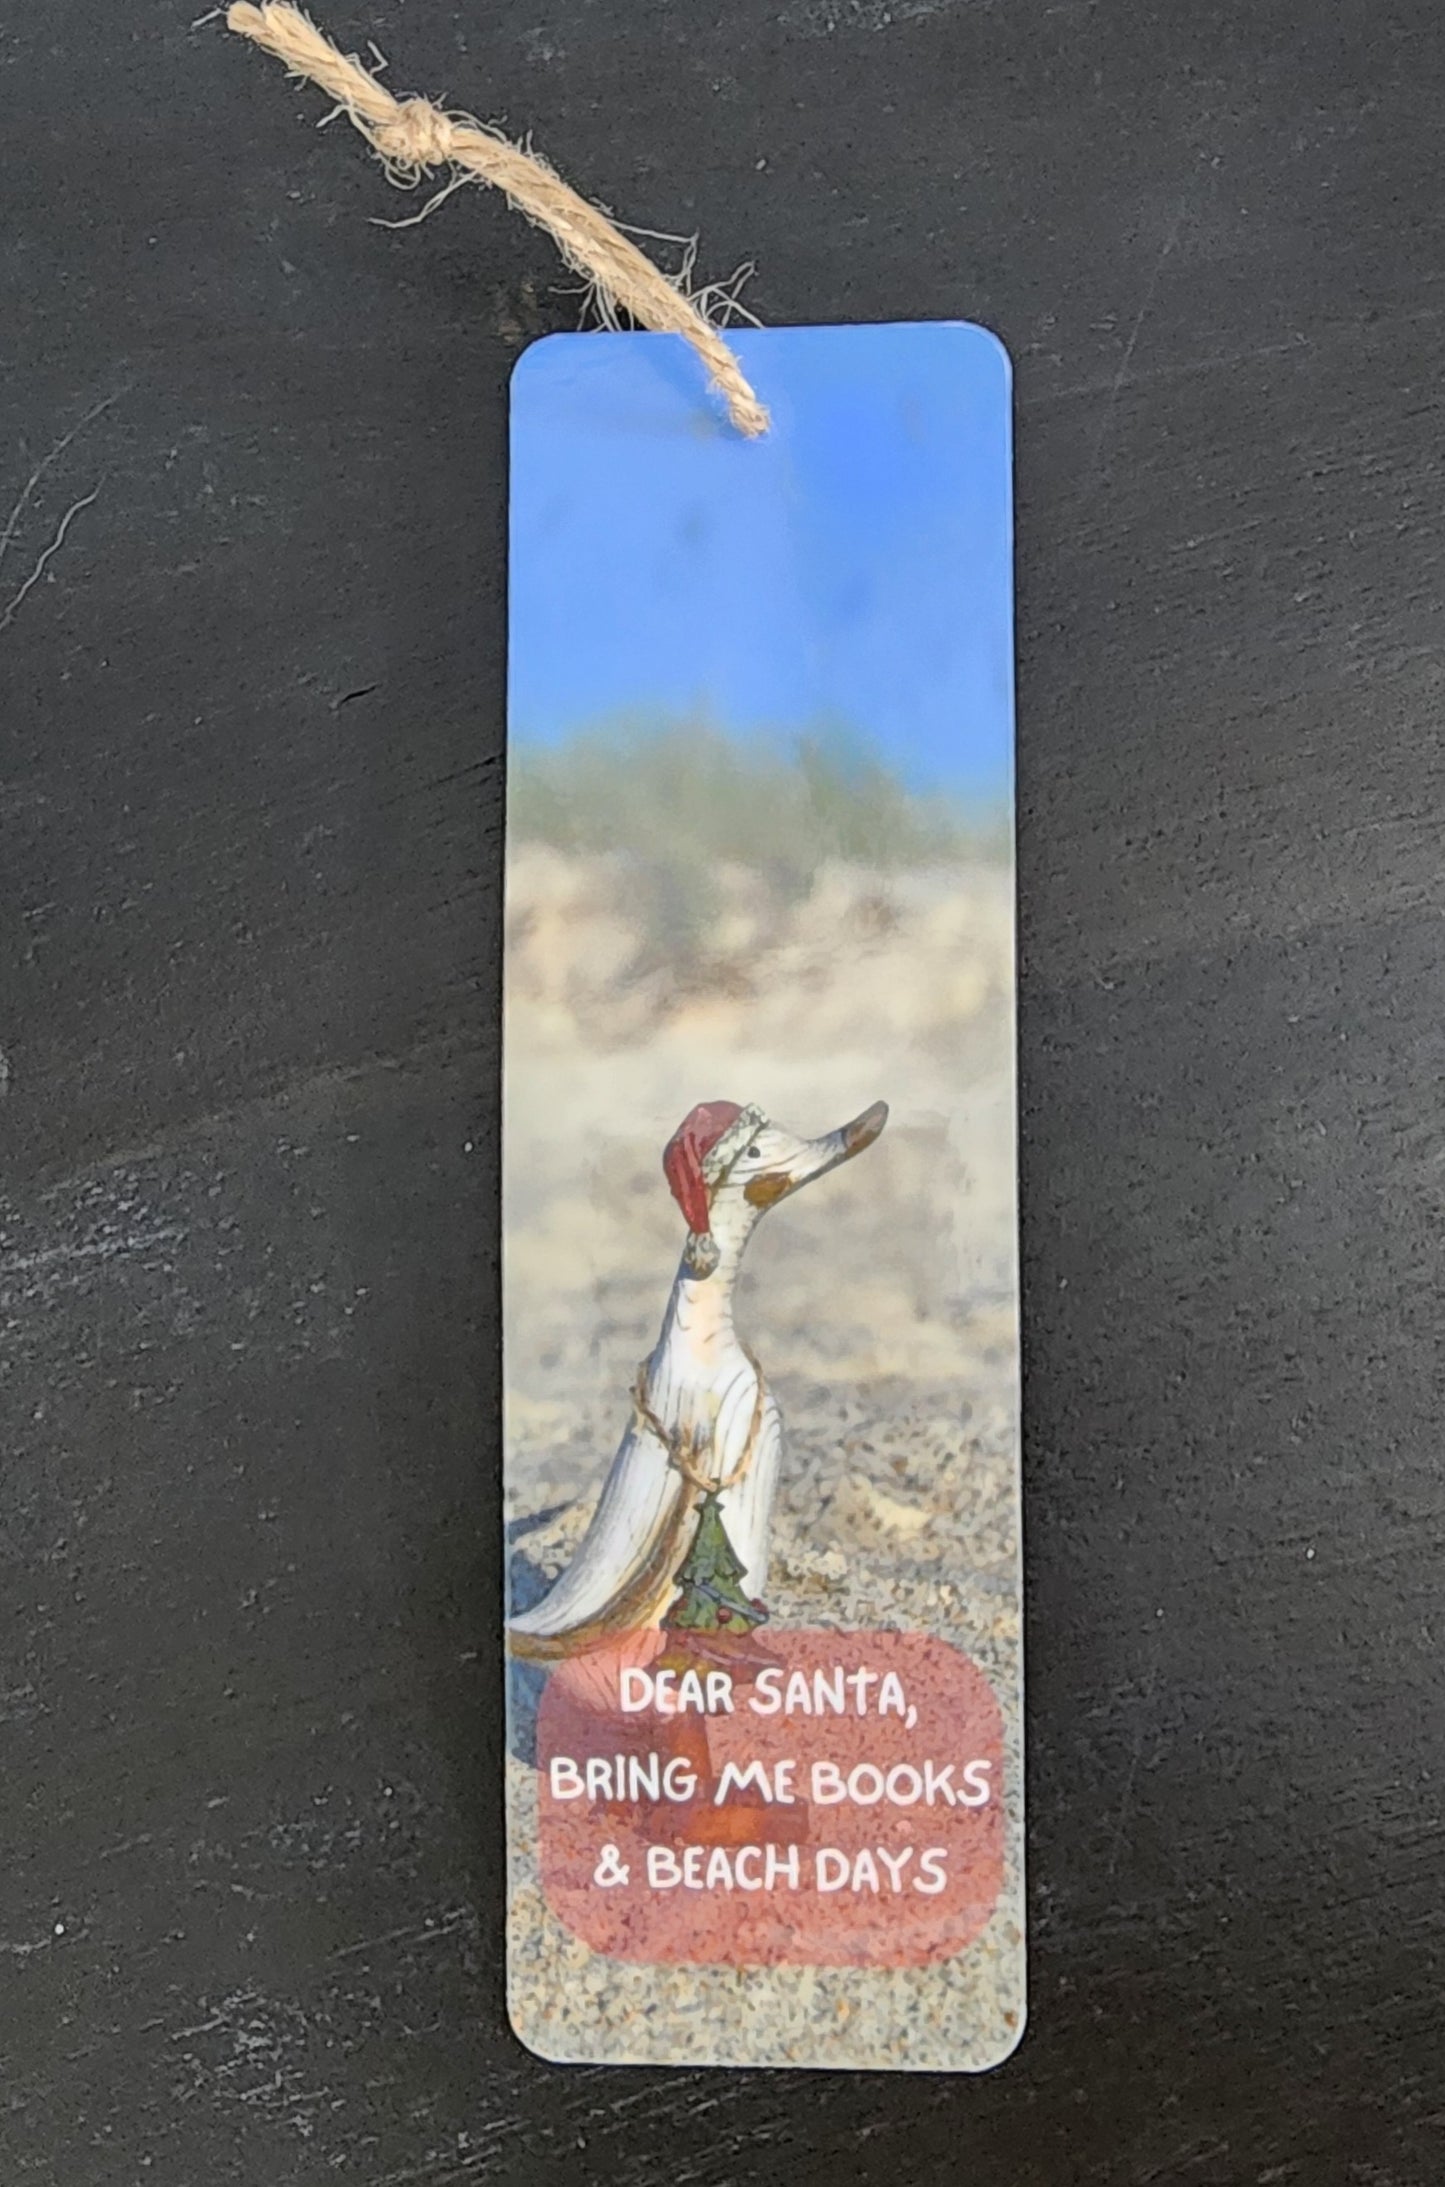 DEAR SANTA,
BRING ME BOOKS
& BEACH DAYS